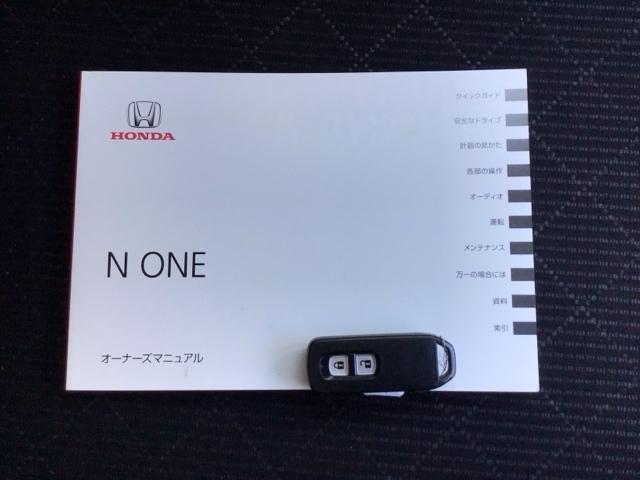 HONDA
N ONE
オーナーズマニュアル
クイックガイド
安全なドライブ
計器の見かた
各部の操作
オーディオ
運転
メンテナンス
万一の場合には
資料
索引